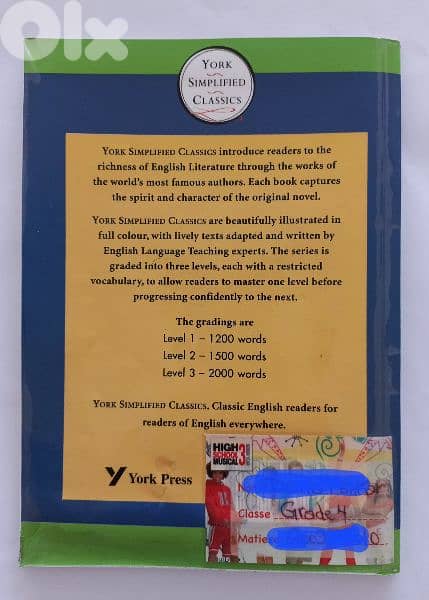 OLX
YORK
SIMPLIFIED
CLASSICS
YORK SIMPLIFIED CLASSICS introduce readers to the
richness of English Literature through the works of
the world's most famous authors. Each book captures
the spirit and character of the original novel.
YORK SIMPLIFIED CLASSICS are beautifully illustrated in
full colour, with lively texts adapted and written by
English Language Teaching experts. The series is
graded into three levels, each with a restricted
vocabulary, to allow readers to master one level before
progressing confidently to the next.
The gradings are
Level 1 – 1200 words
Level 2 – 1500 words
Level 3 – 2000 words
YORK SIMPLIFIED CLASSICS. Classic English readers for
readers of English everywhere.
York Press
HIGH
SCHOOL
MUSICAL 3
Classe Grade 4
Matière